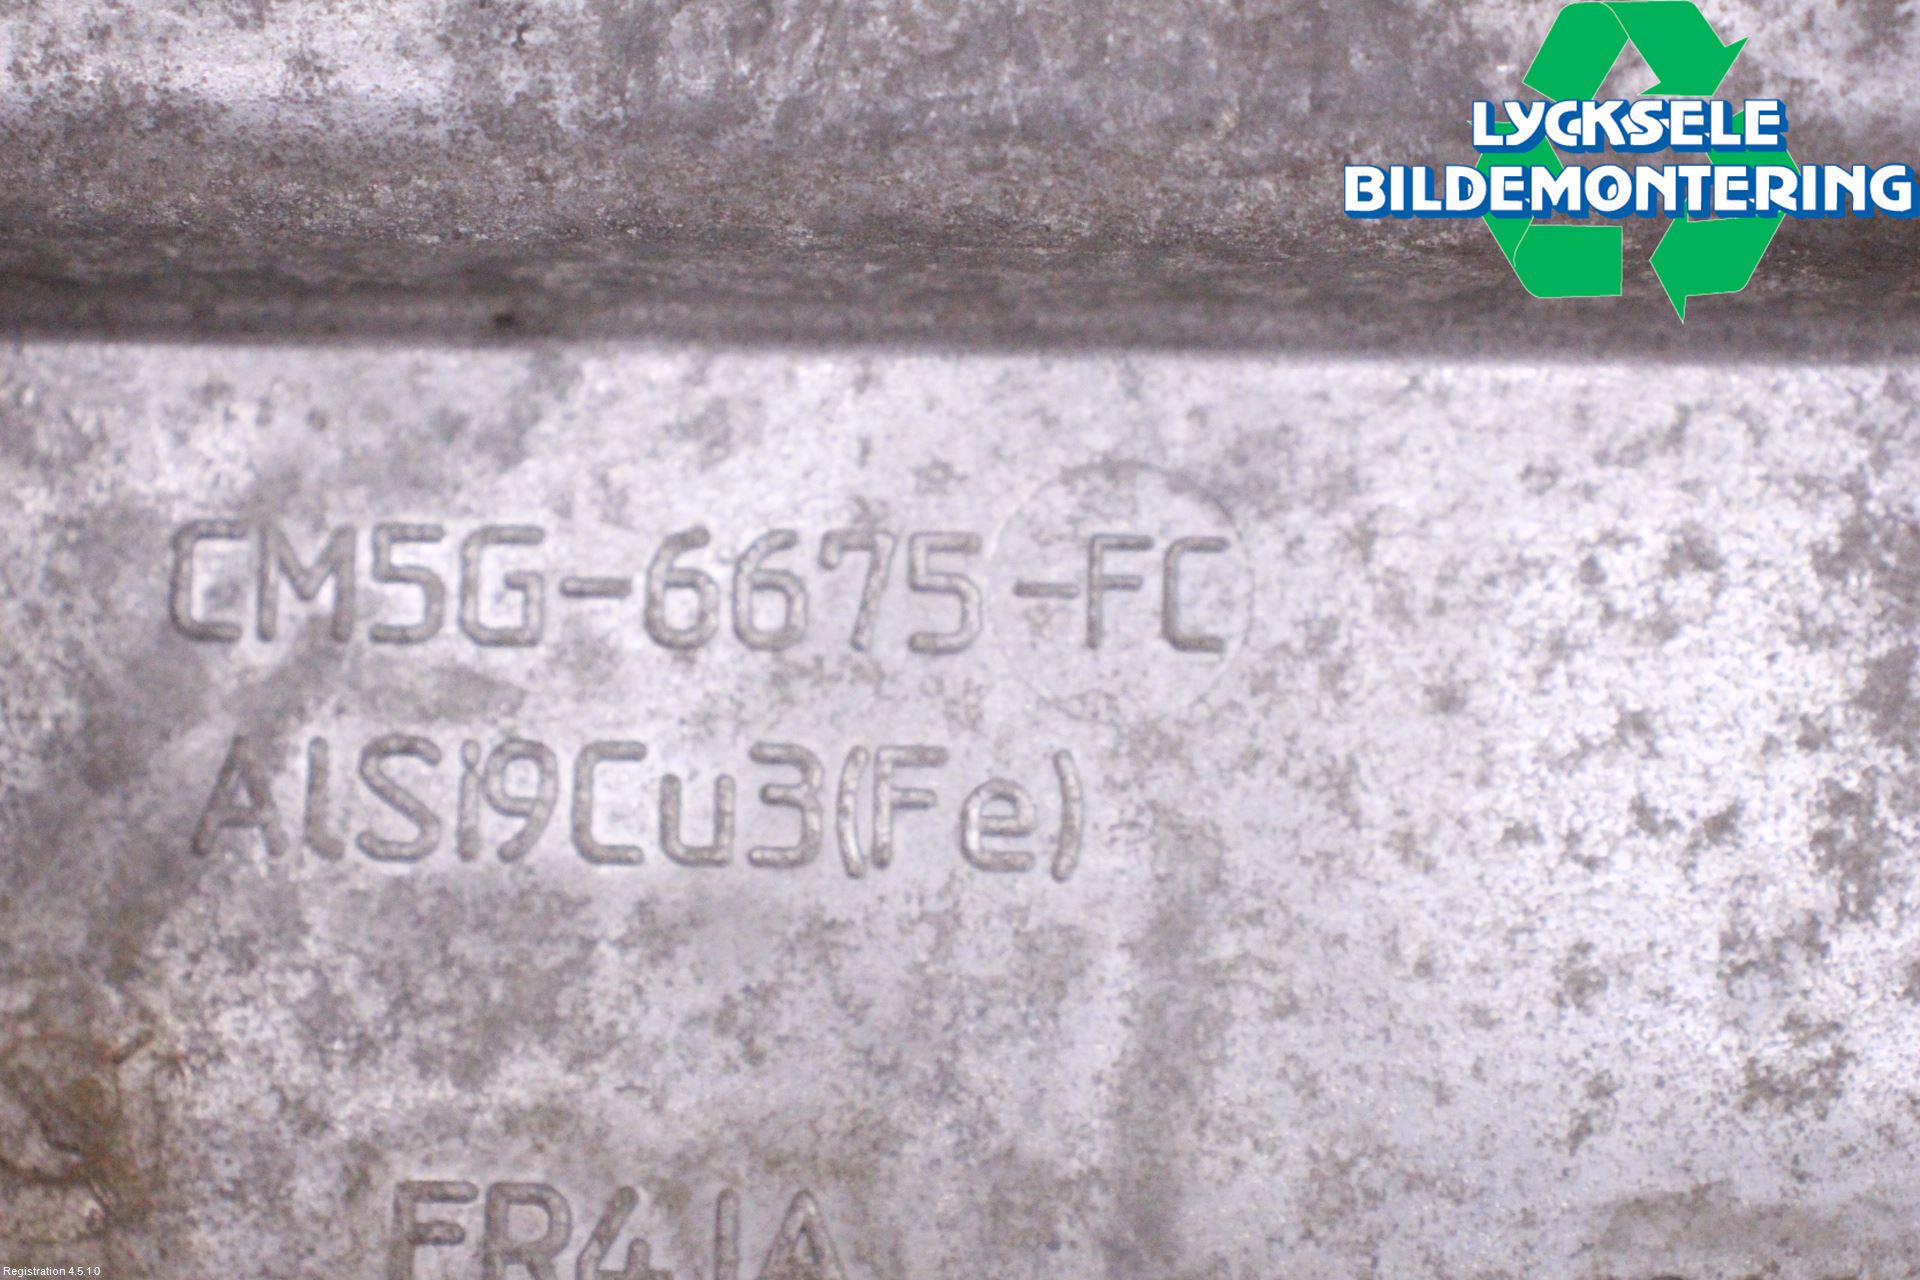 LYCKSELE
BILDEMONTERING
CM5G-6675-FC
AlSi9Cu3(Fe)
Registration 4.5.1.0